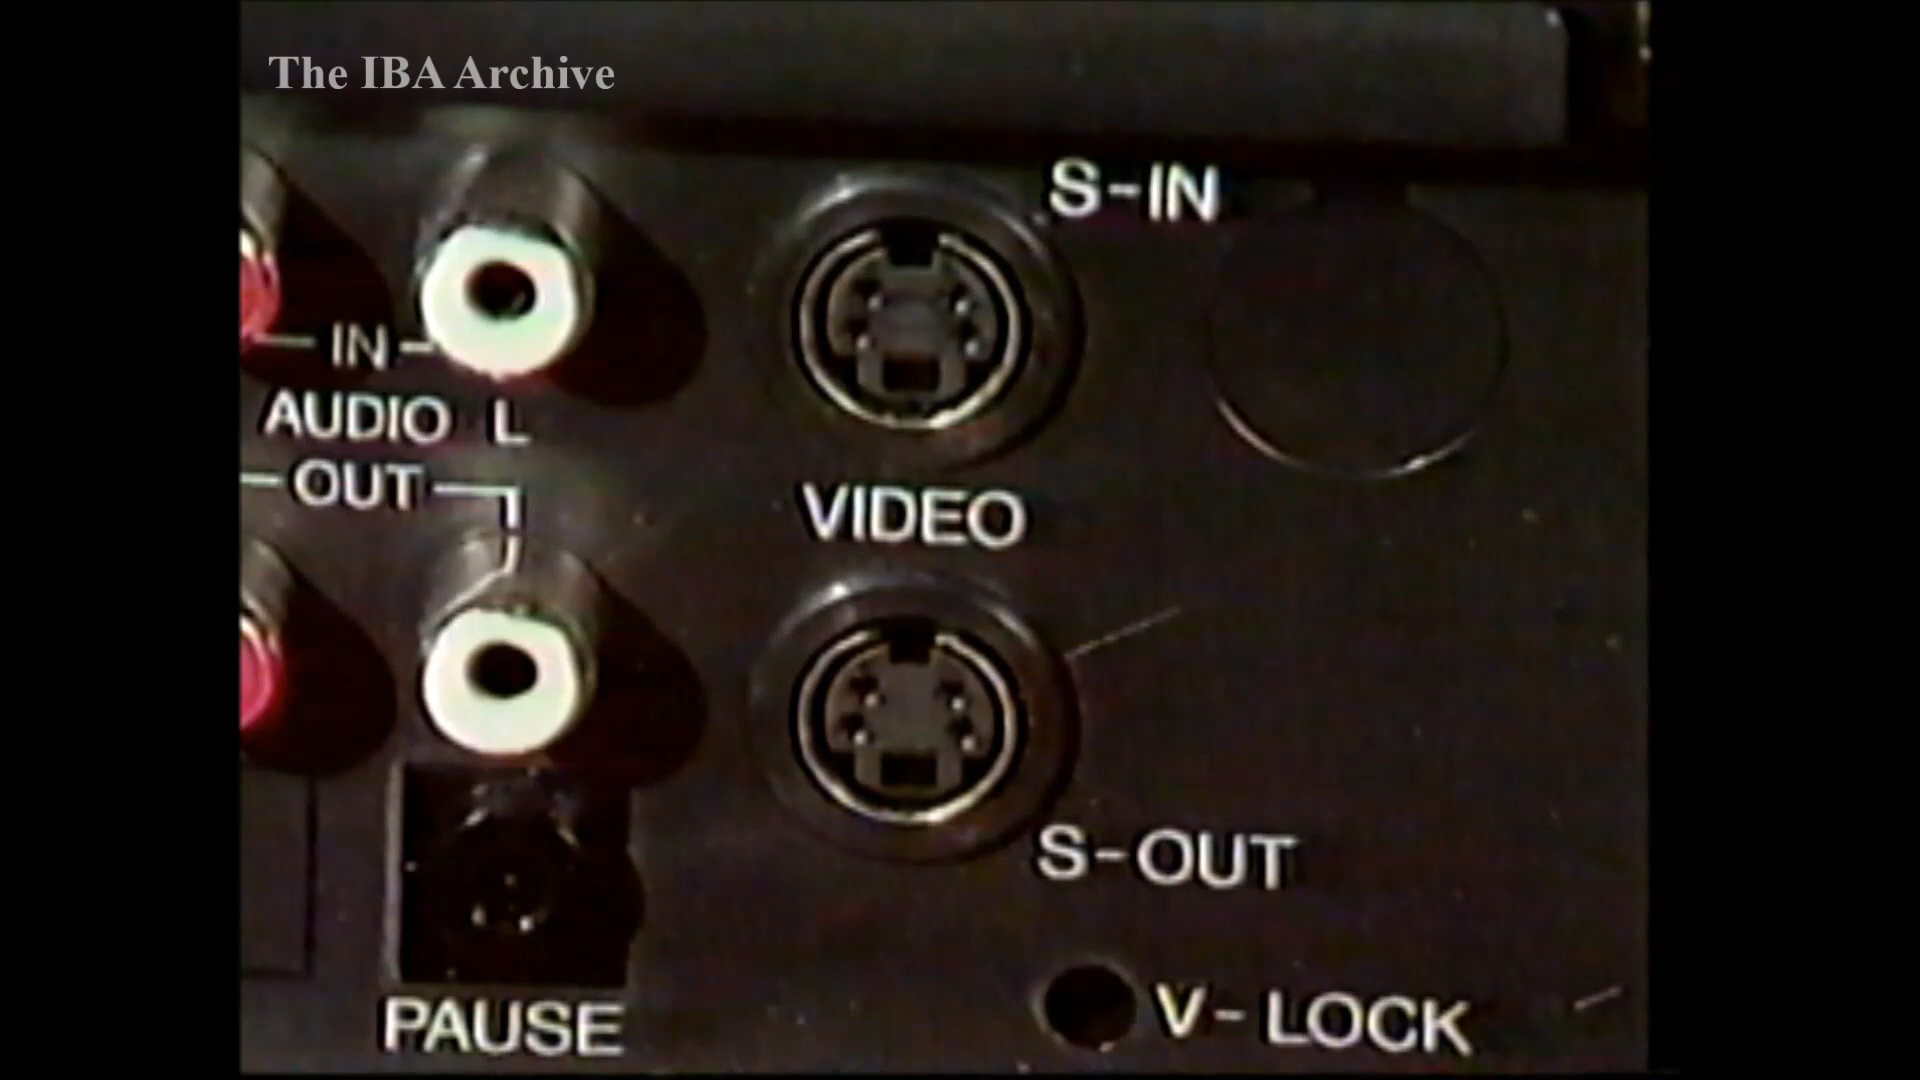 The IBA Archive
S-IN
IN
AUDIO L
OUT
VIDEO
S-OUT
PAUSE
V-LOCK